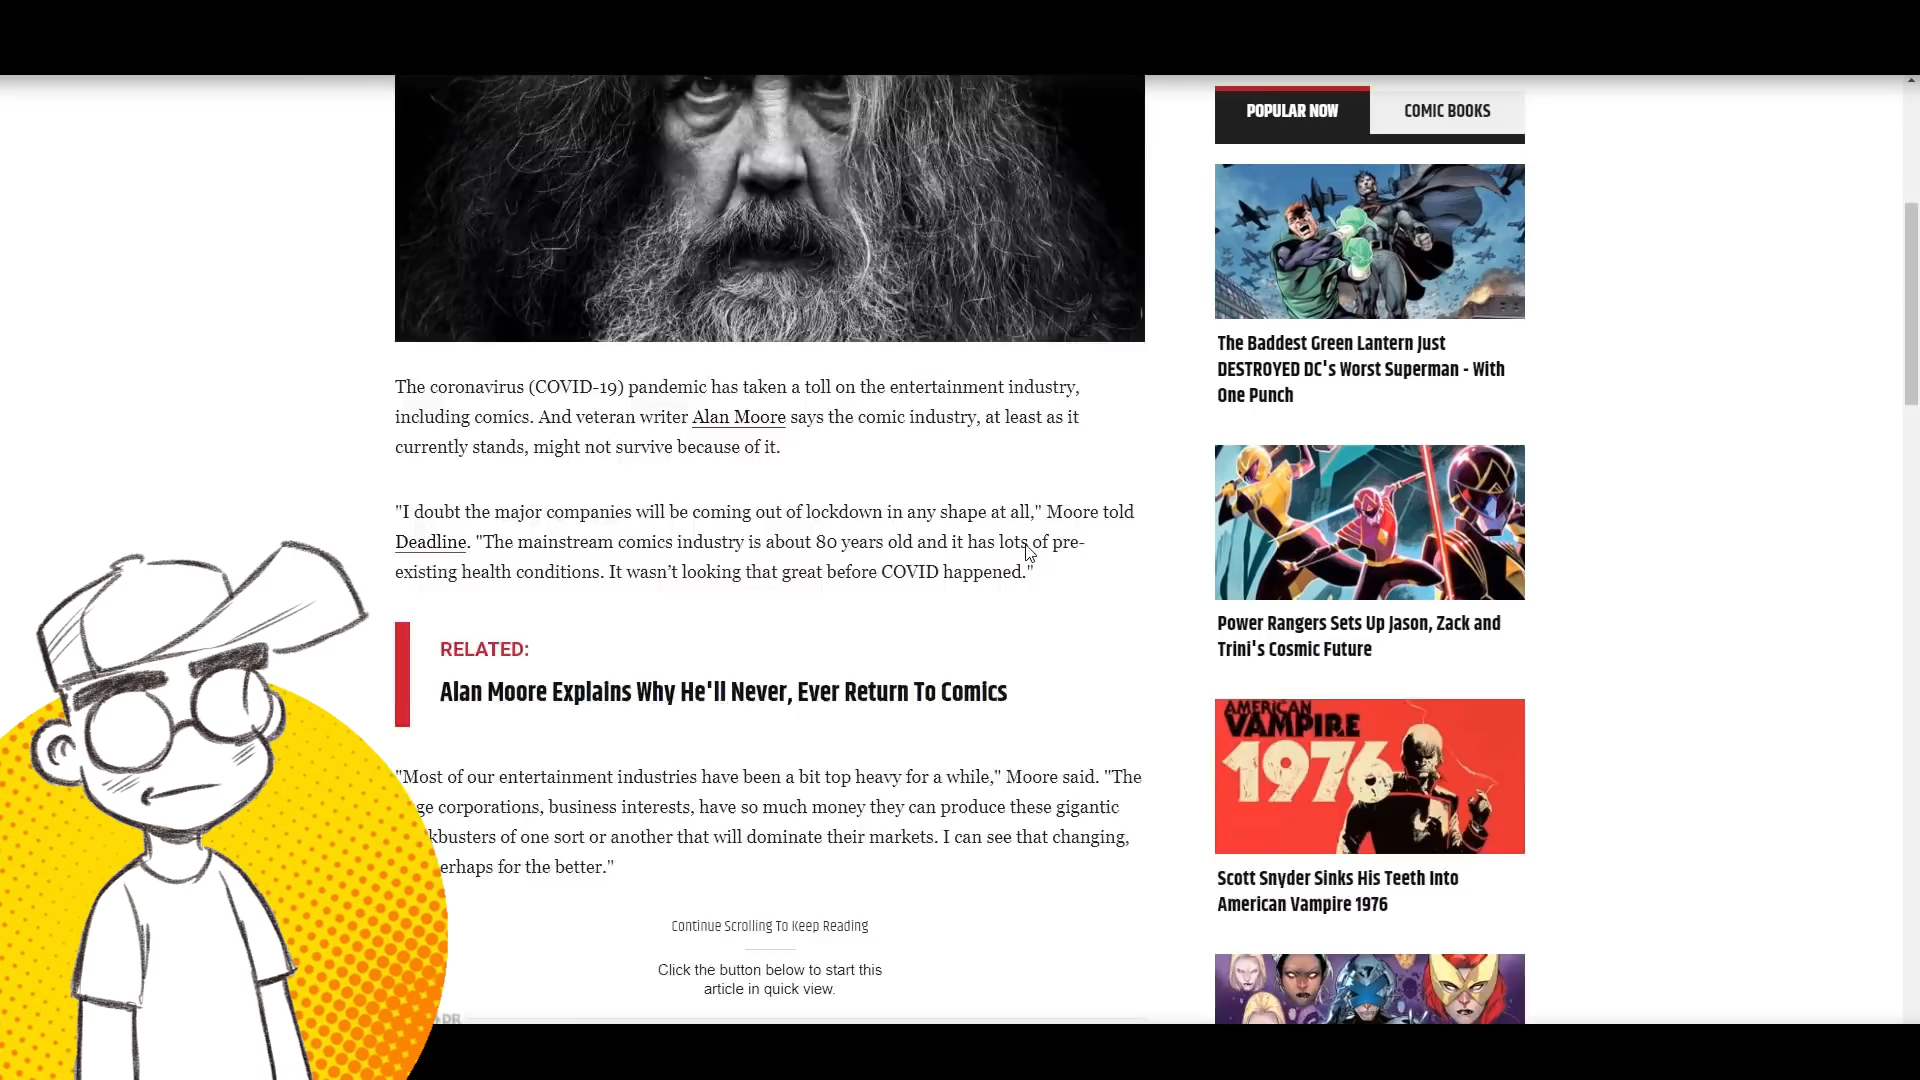 The coronavirus (COVID-19) pandemic has taken a toll on the entertainment industry,
including comics. And veteran writer Alan Moore says the comic industry, at least as it
currently stands, might not survive because of it.
"I doubt the major companies will be coming out of lockdown in any shape at all," Moore told
Deadline. "The mainstream comics industry is about 80 years old and it has lots of pre-
existing health conditions. It wasn't looking that great before COVID happened."
RELATED:
Alan Moore Explains Why He'll Never, Ever Return To Comics
"Most of our entertainment industries have been a bit top heavy for a while," Moore said. "The
corporations, business interests, have so much money they can produce these gigantic
of one sort or another that will dominate their markets. I can see that changing,
for the better."
Continue Scrolling To Keep Reading
Click the button below to start this
article in quick view.
POPULAR NOW
COMIC BOOKS
The Baddest Green Lantern Just
DESTROYED DC's Worst Superman - With
One Punch
Power Rangers Sets Up Jason, Zack and
Trini's Cosmic Future
AMERICAN
VAMPIRE
1976
Scott Snyder Sinks His Teeth Into
American Vampire 1976